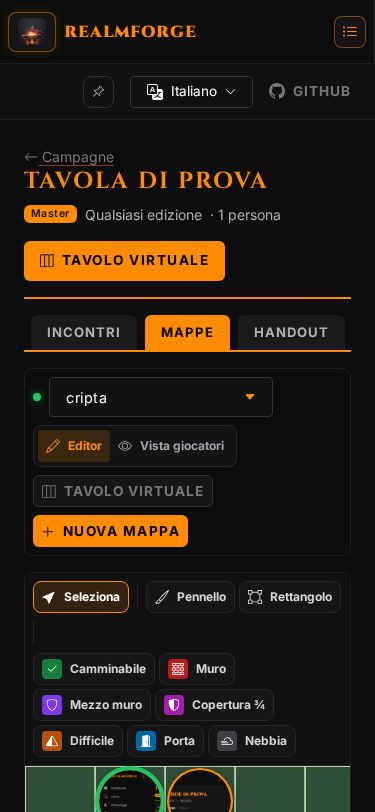 REALMFORGE
Italiano
GITHUB
Campagne
TAVOLA DI PROVA
Master Qualsiasi edizione · 1 persona
TAVOLO VIRTUALE
INCONTRI MAPPE HANDOUT
cripta
Editor Vista giocatori
TAVOLO VIRTUALE
NUOVA MAPPA
Seleziona Pennello Rettangolo
Camminabile Muro
Mezzo muro Copertura ¾
Difficile Porta Nebbia